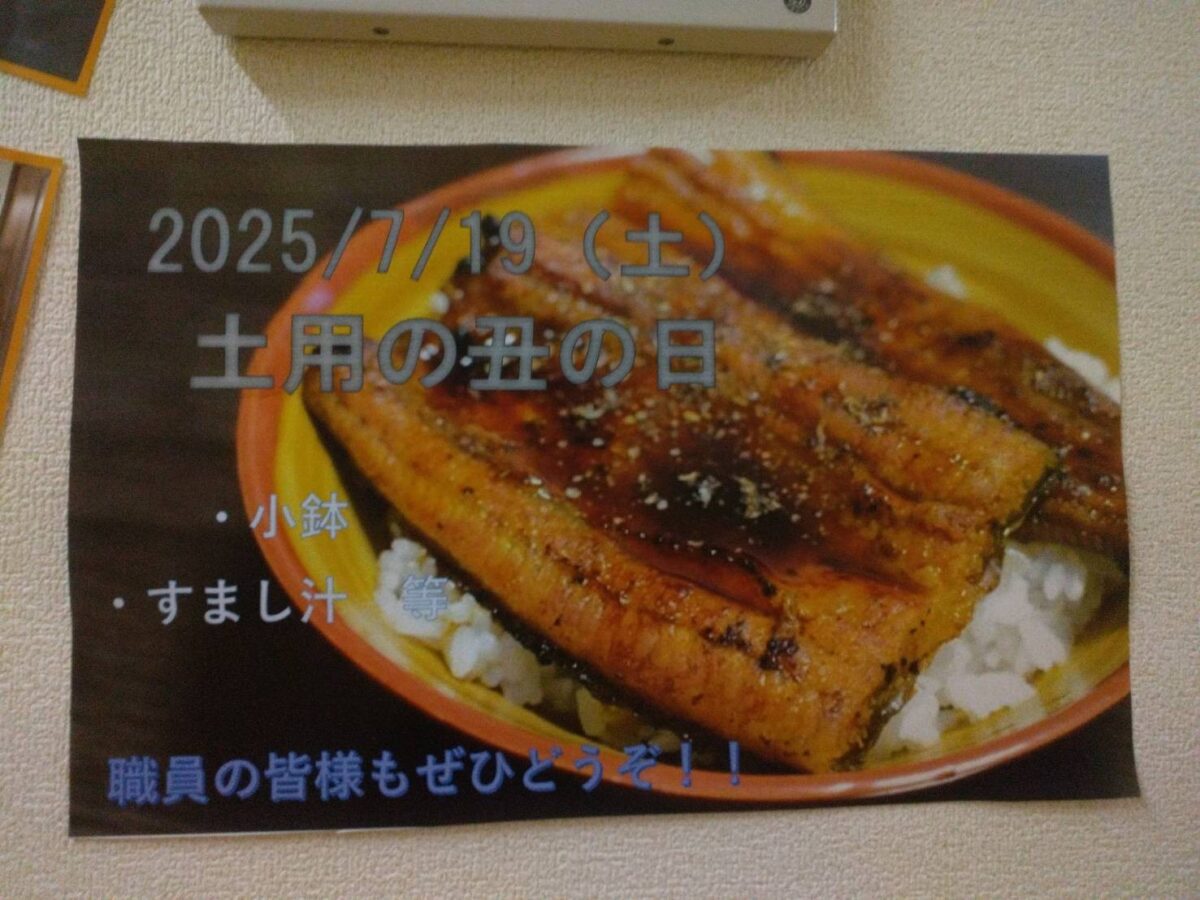 2025/7/19（土）
土用の丑の日
・小鉢
・すまし汁　等
職員の皆様もぜひどうぞ！！